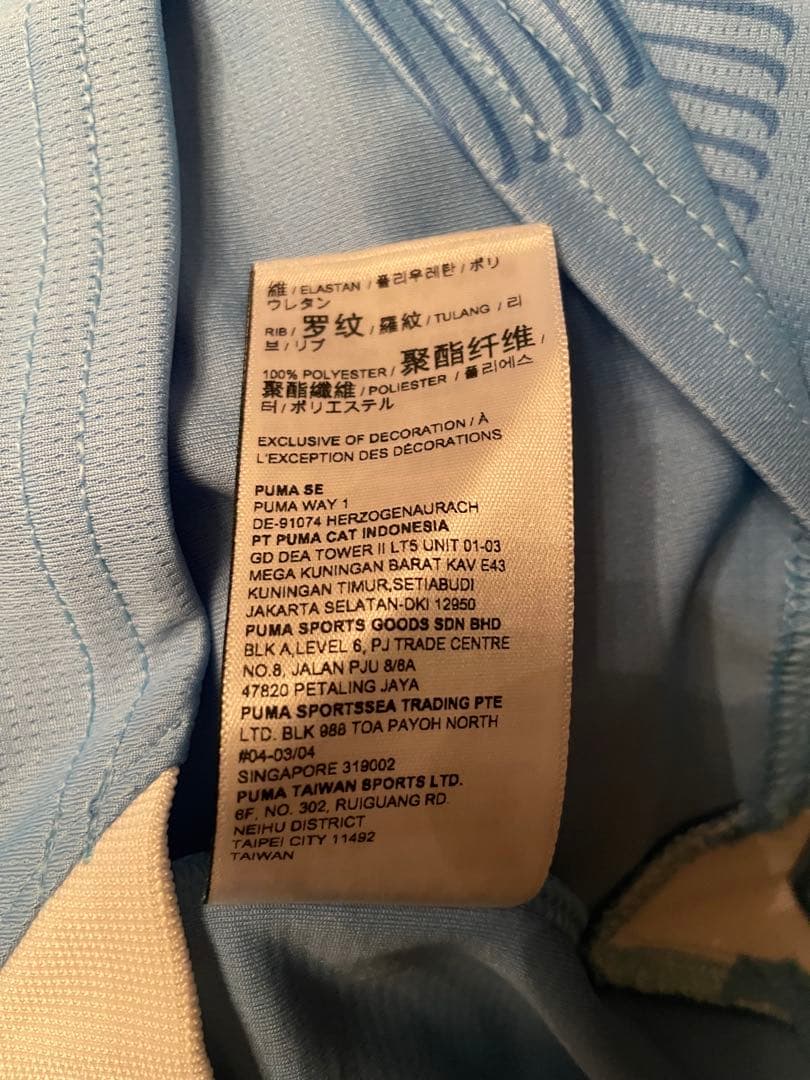 維 / ELASTAN / 폴리우레탄 / ポリ
ウレタン
RIB / 罗纹 / 羅紋 / TULANG / 리
브 / リブ
100% POLYESTER / 聚酯纤维 /
聚酯纖維 / POLIESTER / 폴리에스
터 / ポリエステル
EXCLUSIVE OF DECORATION / À
L'EXCEPTION DES DÉCORATIONS
PUMA SE
PUMA WAY 1
DE-91074 HERZOGENAURACH
PT PUMA CAT INDONESIA
GD DEA TOWER II LT5 UNIT 01-03
MEGA KUNINGAN BARAT KAV E43
KUNINGAN TIMUR,SETIABUDI
JAKARTA SELATAN-DKI 12950
PUMA SPORTS GOODS SDN BHD
BLK A,LEVEL 6, PJ TRADE CENTRE
NO.8, JALAN PJU 8/8A
47820 PETALING JAYA
PUMA SPORTSSEA TRADING PTE
LTD. BLK 988 TOA PAYOH NORTH
#04-03/04
SINGAPORE 319002
PUMA TAIWAN SPORTS LTD.
6F, NO. 302, RUIGUANG RD.
NEIHU DISTRICT
TAIPEI CITY 11492
TAIWAN